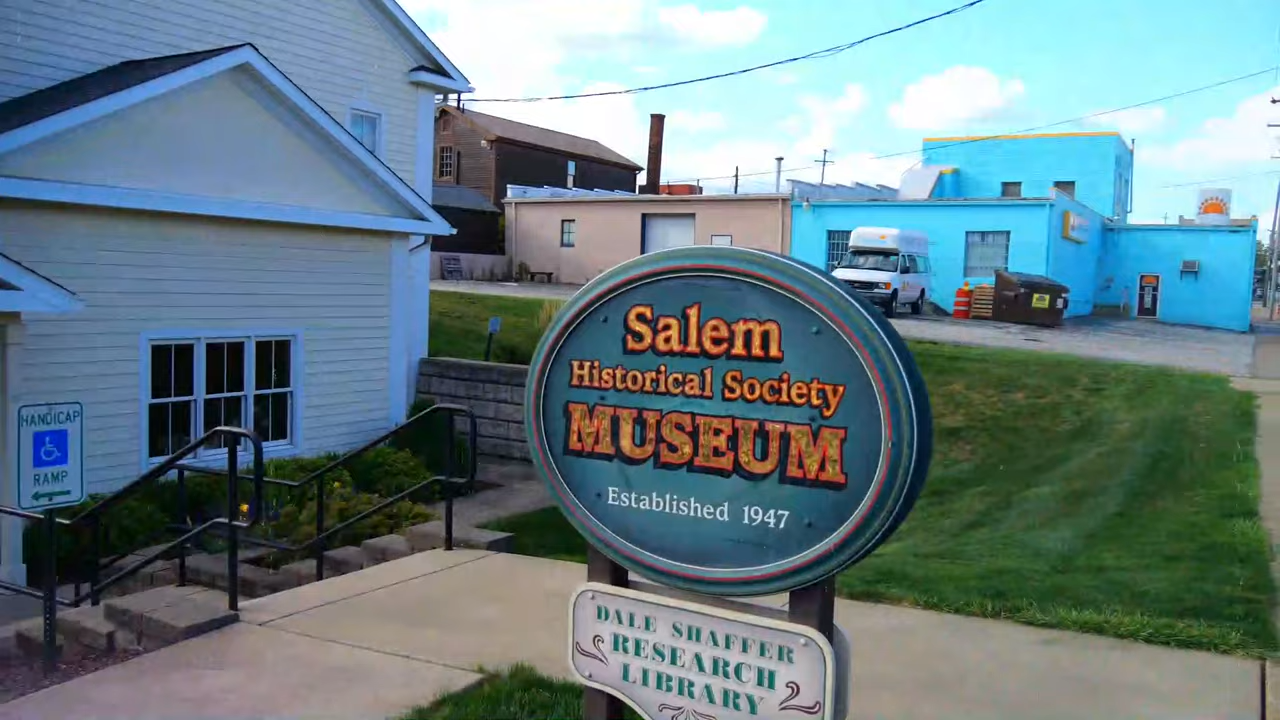 Salem
Historical Society
MUSEUM
Established 1947
DALE SHAFFER
RESEARCH
LIBRARY
HANDICAP
RAMP